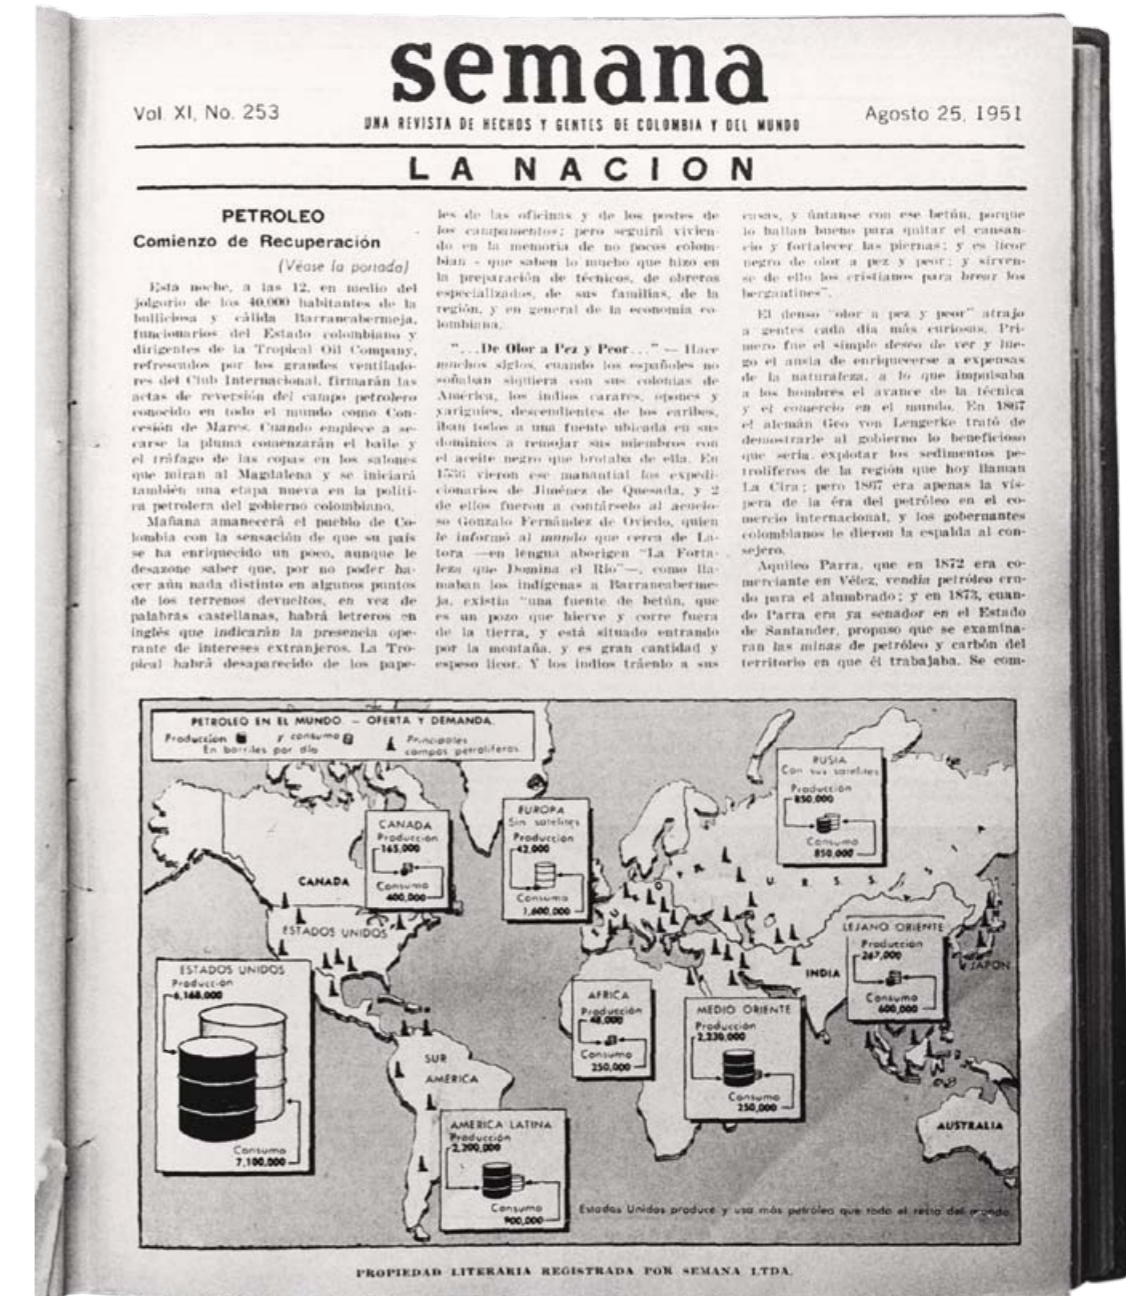 semana
Vol. XI, No. 253
UNA REVISTA DE HECHOS Y GENTES DE COLOMBIA Y DEL MUNDO
Agosto 25, 1951
LA NACION
PETROLEO
Comienzo de Recuperación
(Véase la portada)
Esta noche, a las 12, en medio del
jolgorio de los 40.000 habitantes de la
bulliciosa y cálida Barrancabermeja,
funcionarios del Estado colombiano y
dirigentes de la Tropical Oil Company,
refrescados por los grandes ventilado-
res del Club Internacional, firmarán las
actas de reversión del campo petrolero
conocido en todo el mundo como Con-
cesión de Mares. Cuando empiece a se-
carse la pluma comenzarán el baile y
el tráfago de las copas en los salones
que miran al Magdalena y se iniciará
también una etapa nueva en la políti-
ca petrolera del gobierno colombiano.
Mañana amanecerá el pueblo de Co-
lombia con la sensación de que su país
se ha enriquecido un poco, aunque le
desazone saber que, por no poder ha-
cer aún nada distinto en algunos puntos
de los terrenos devueltos, en vez de
palabras castellanas, habrá letreros en
inglés que indicarán la presencia ope-
rante de intereses extranjeros. La Tro-
pical habrá desaparecido de los pape-
les de las oficinas y de los postes de
los campamentos; pero seguirá vivien-
do en la memoria de no pocos colom-
bian - que saben lo mucho que hizo en
la preparación de técnicos, de obreros
especializados, de sus familias, de la
región, y en general de la economía co-
lombiana.
"...De Olor a Pez y Peor..." — Hace
muchos siglos, cuando los españoles no
soñaban siquiera con sus colonias de
América, los indios carares, opones y
yariguíes, descendientes de los caribes,
iban todos a una fuente ubicada en sus
dominios a remojar sus miembros con
el aceite negro que brotaba de ella. En
1536 vieron ese manantial los expedi-
cionarios de Jiménez de Quesada, y 2
de ellos fueron a contárselo al acucio-
so Gonzalo Fernández de Oviedo, quien
le informó al mundo que cerca de La-
tora —en lengua aborigen "La Forta-
leza que Domina el Río"—, como lla-
maban los indígenas a Barrancaberme-
ja, existía "una fuente de betún, que
es un pozo que hierve y corre fuera
de la tierra, y está situado entrando
por la montaña, y es gran cantidad y
espeso licor. Y los indios tráenlo a sus
casas, y úntanse con ese betún, porque
lo hallan bueno para quitar el cansan-
cio y fortalecer las piernas; y es licor
negro de olor a pez y peor; y sírven-
se de ello los cristianos para brear los
bergantines".
El denso "olor a pez y peor" atrajo
a gentes cada día más curiosas. Pri-
mero fue el simple deseo de ver y lue-
go el ansia de enriquecerse a expensas
de la naturaleza, a lo que impulsaba
a los hombres el avance de la técnica
y el comercio en el mundo. En 1867
el alemán Geo von Lengerke trató de
demostrarle al gobierno lo beneficioso
que sería explotar los sedimentos pe-
trolíferos de la región que hoy llaman
La Cira; pero 1867 era apenas la vís-
pera de la éra del petróleo en el co-
mercio internacional, y los gobernantes
colombianos le dieron la espalda al con-
sejero.
Aquileo Parra, que en 1872 era co-
merciante en Vélez, vendía petróleo cru-
do para el alumbrado; y en 1873, cuan-
do Parra era ya senador en el Estado
de Santander, propuso que se examina-
ran las minas de petróleo y carbón del
territorio en que él trabajaba. Se com-
PETROLEO EN EL MUNDO — OFERTA Y DEMANDA.
Producción y consumo
En barriles por día
Principales
campos petrolíferos
RUSIA
Con sus satélites
Producción
850,000
Consumo
850,000
CANADA
Producción
165,000
Consumo
400,000
EUROPA
Sin satélites
Producción
42,000
Consumo
1,600,000
CANADA
ESTADOS UNIDOS
U. R. S. S.
LEJANO ORIENTE
Producción
267,000
Consumo
600,000
JAPON
INDIA
ESTADOS UNIDOS
Producción
6,168,000
Consumo
7,100,000
AFRICA
Producción
48,000
Consumo
250,000
MEDIO ORIENTE
Producción
2,230,000
Consumo
250,000
SUR
AMERICA
AMERICA LATINA
Producción
2,200,000
Consumo
900,000
AUSTRALIA
Estados Unidos produce y usa más petróleo que todo el resto del mundo.
PROPIEDAD LITERARIA REGISTRADA POR SEMANA LTDA.